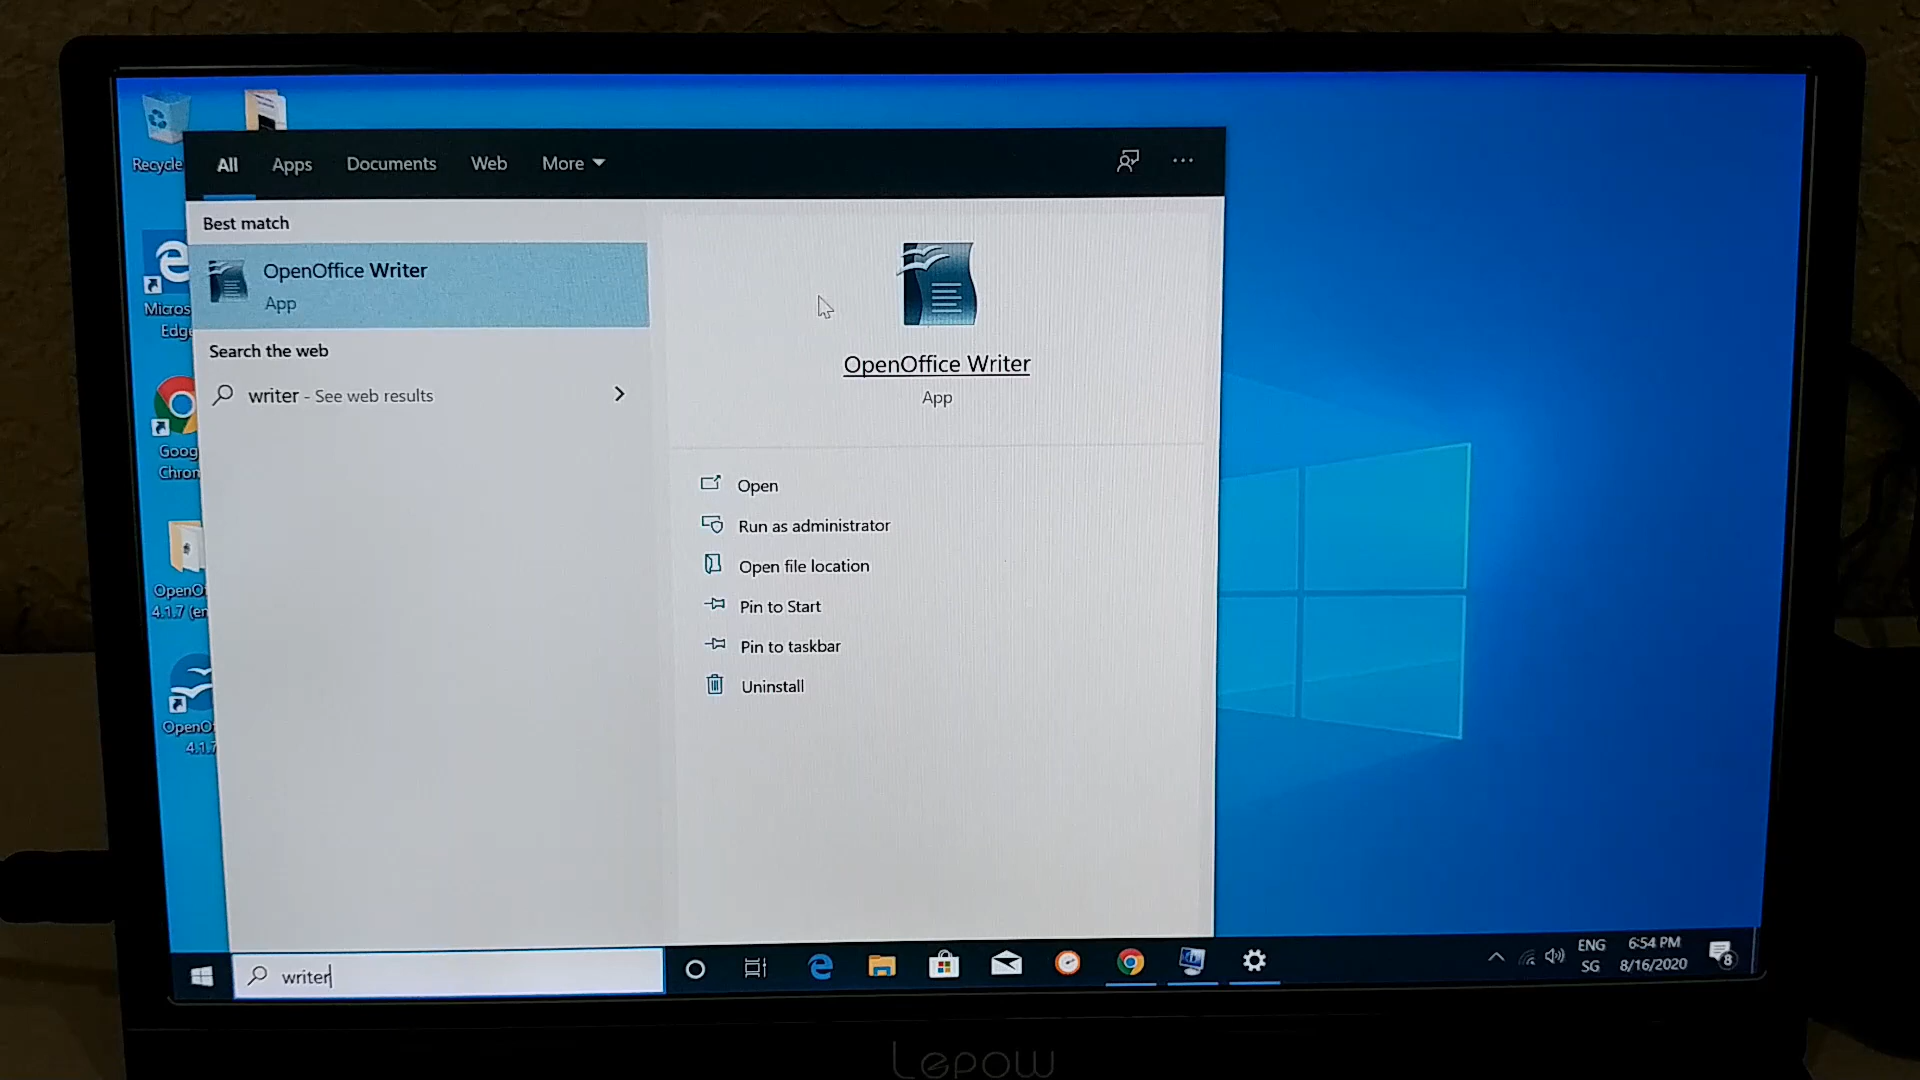 Recycle
All Apps Documents Web More
Best match
OpenOffice Writer
App
Search the web
writer - See web results
OpenOffice Writer
App
Open
Run as administrator
Open file location
Pin to Start
Pin to taskbar
Uninstall
Micros
Edge
Goog
Chron
OpenO
4.1.7 (en
OpenO
4.1.7
writer
ENG
SG
6:54 PM
8/16/2020
8
Lepow